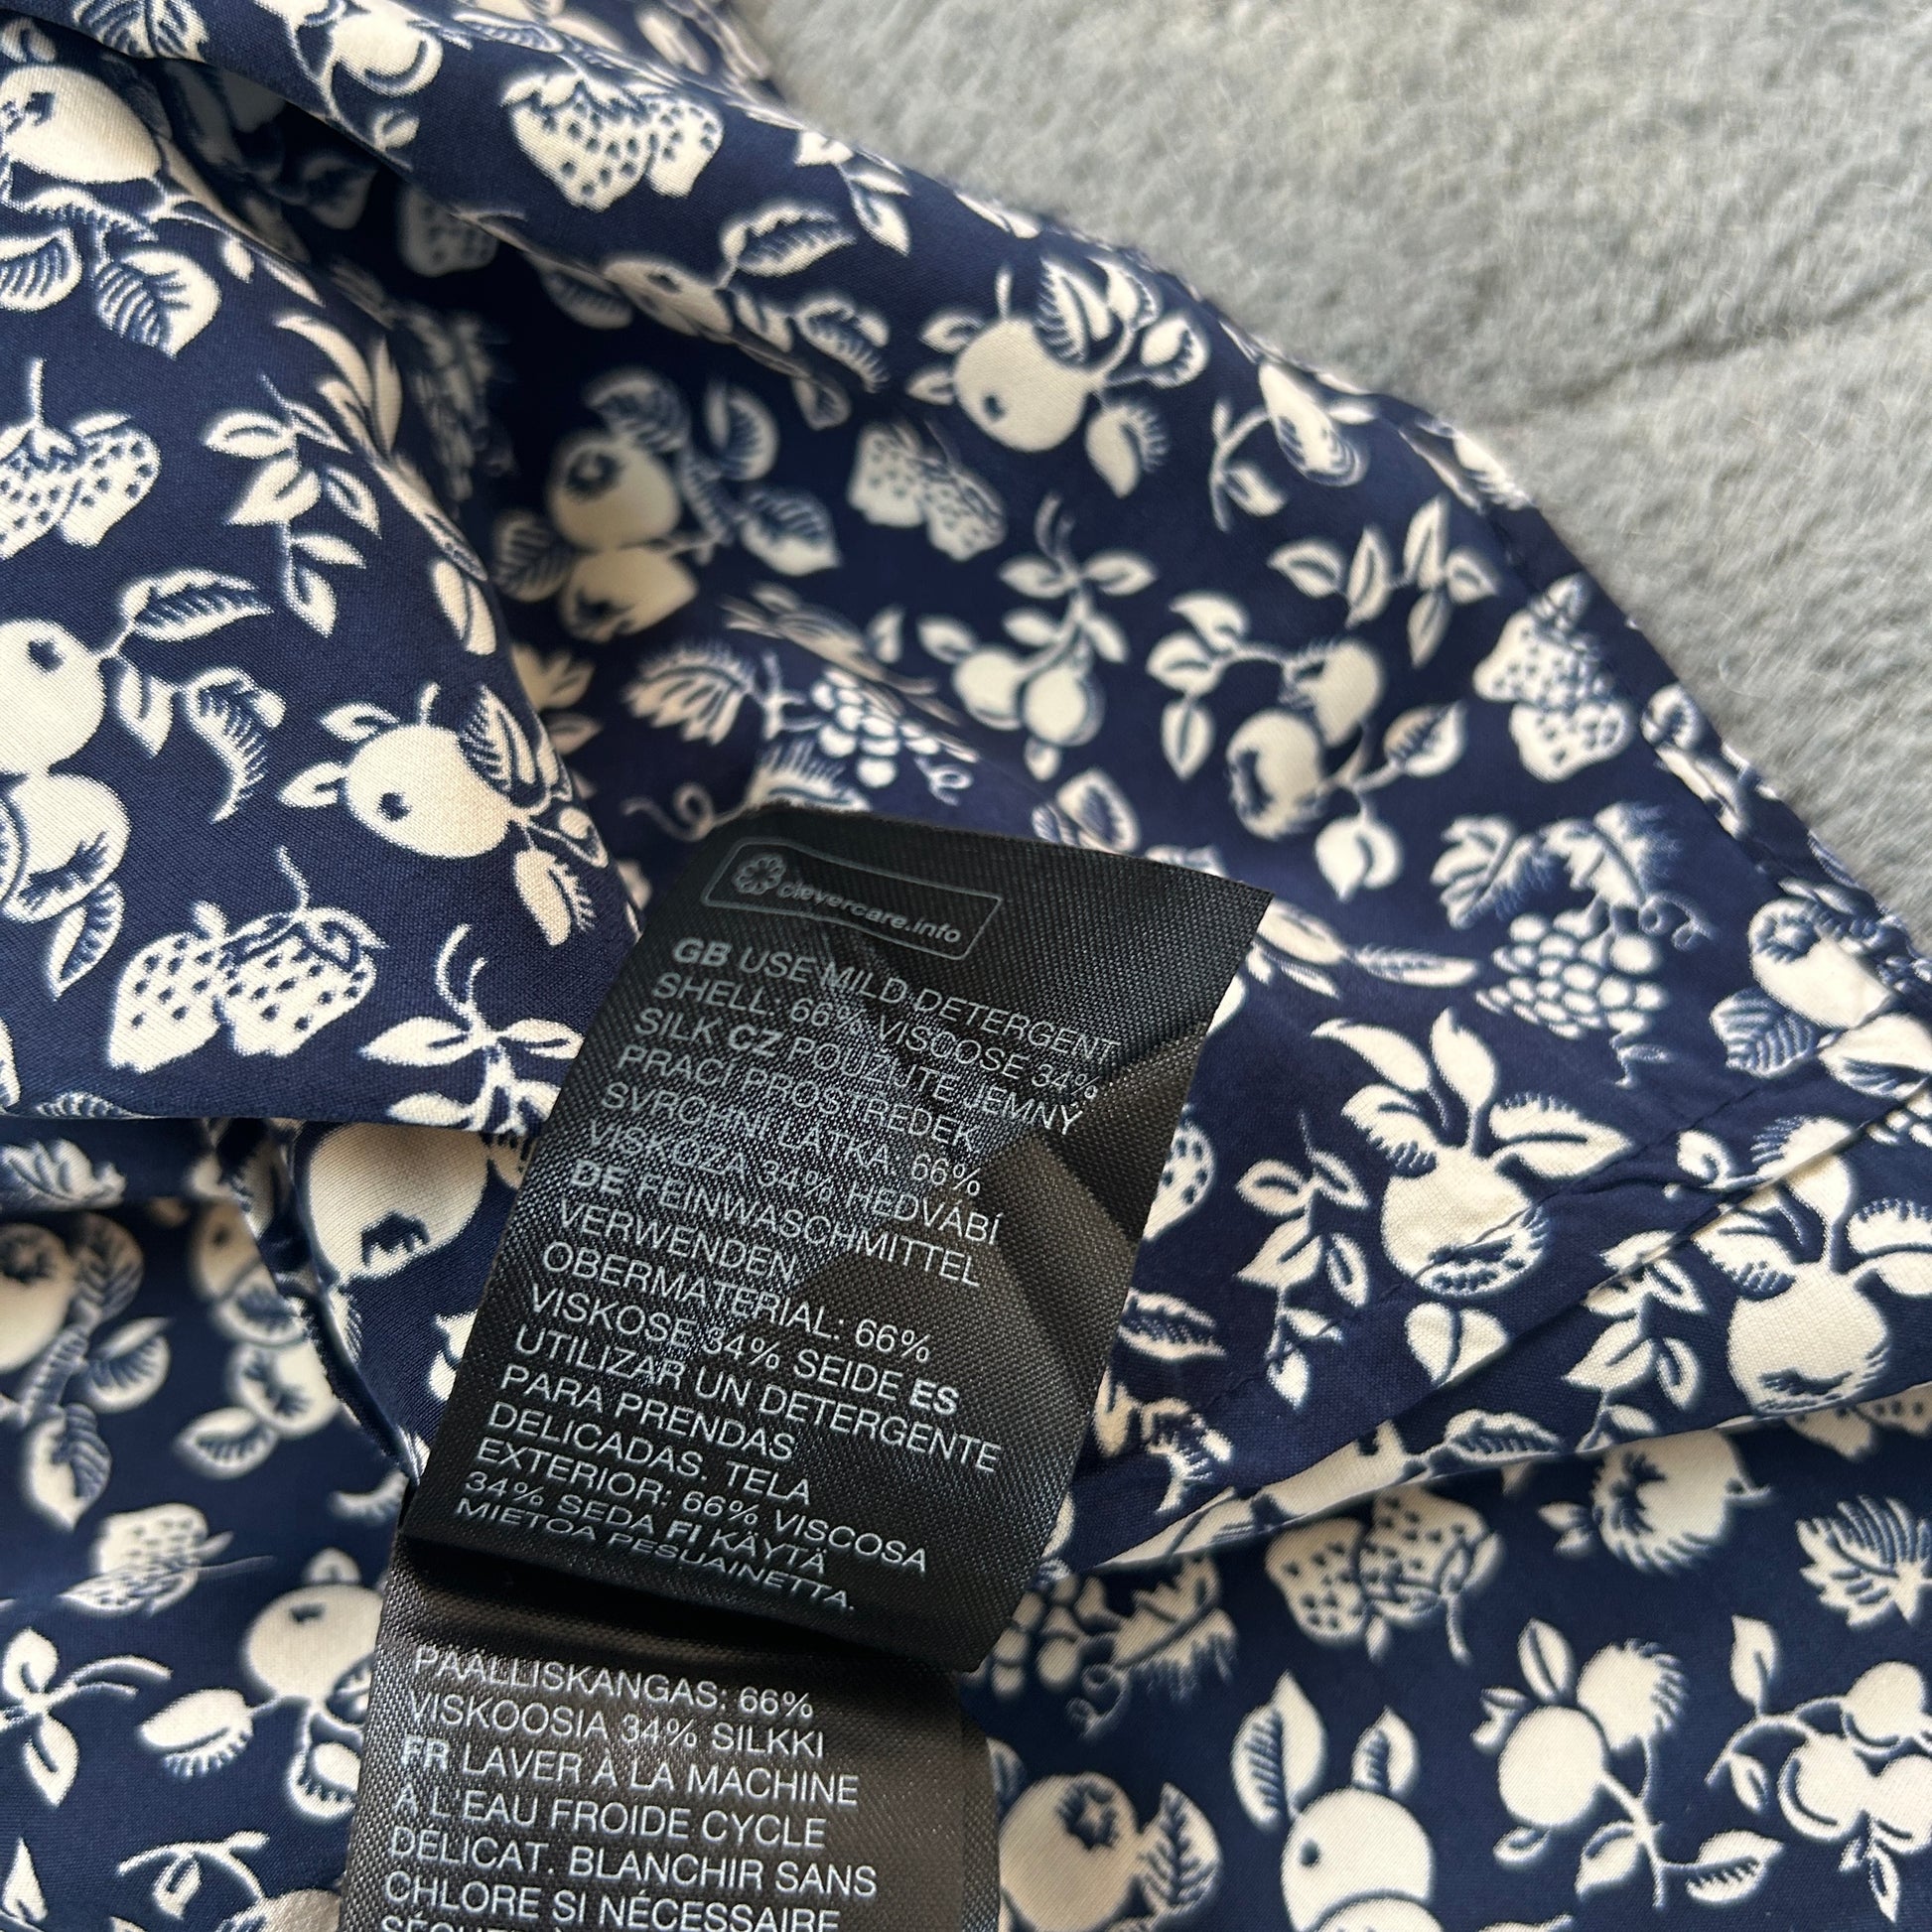 clevercare.info
GB USE MILD DETERGENT
SHELL: 66% VISCOSE 34%
SILK CZ POUŽIJTE JEMNÝ
PRACÍ PROSTŘEDEK
SVRCHNÍ LÁTKA. 66%
VISKÓZA 34% HEDVÁBÍ
DE FEINWASCHMITTEL
VERWENDEN
OBERMATERIAL: 66%
VISKOSE 34% SEIDE ES
UTILIZAR UN DETERGENTE
PARA PRENDAS
DELICADAS. TELA
EXTERIOR: 66% VISCOSA
34% SEDA FI KÄYTÄ
MIETOA PESUAINETTA.
PÄÄLLISKANGAS: 66%
VISKOOSIA 34% SILKKI
FR LAVER À LA MACHINE
À L'EAU FROIDE CYCLE
DÉLICAT. BLANCHIR SANS
CHLORE SI NÉCESSAIRE